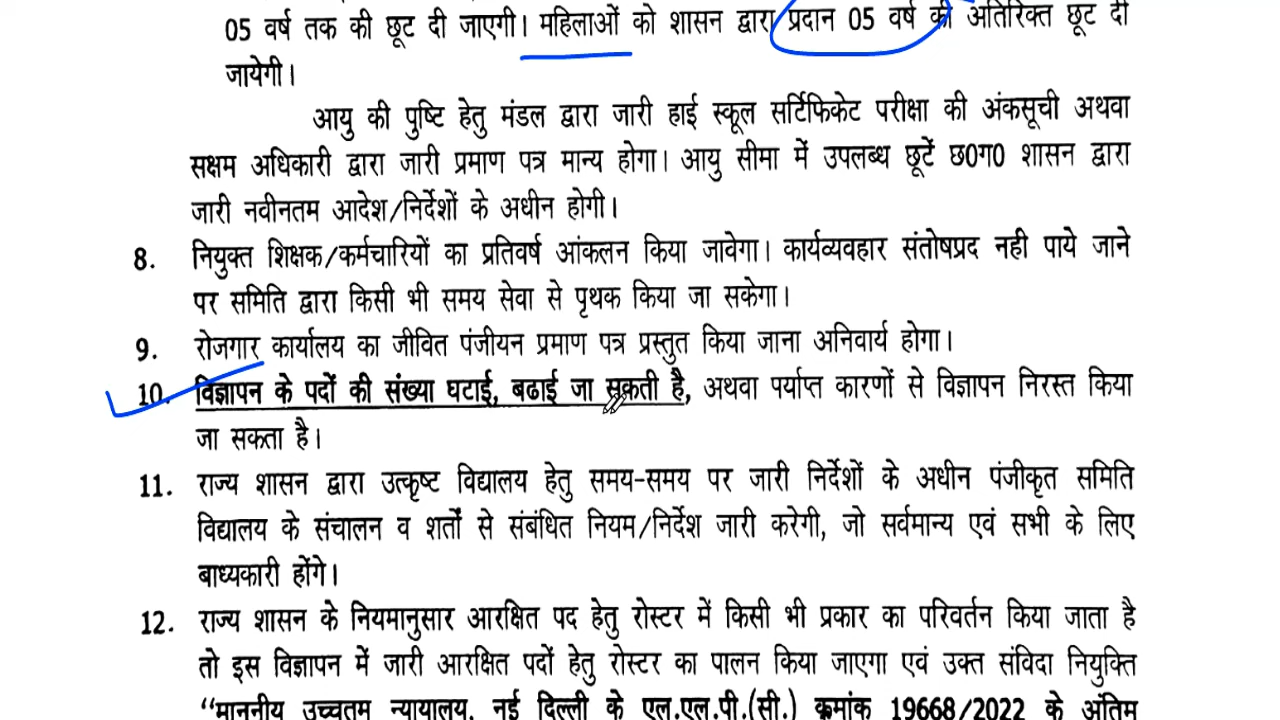 05 वर्ष तक की छूट दी जाएगी। महिलाओं को शासन द्वारा प्रदान 05 वर्ष की अतिरिक्त छूट दी
जायेगी।
आयु की पुष्टि हेतु मंडल द्वारा जारी हाई स्कूल सर्टिफिकेट परीक्षा की अंकसूची अथवा
सक्षम अधिकारी द्वारा जारी प्रमाण पत्र मान्य होगा। आयु सीमा में उपलब्ध छूटें छ0ग0 शासन द्वारा
जारी नवीनतम आदेश/निर्देशों के अधीन होगी।
8. नियुक्त शिक्षक/कर्मचारियों का प्रतिवर्ष आंकलन किया जावेगा। कार्यव्यवहार संतोषप्रद नही पाये जाने
पर समिति द्वारा किसी भी समय सेवा से पृथक किया जा सकेगा।
9. रोजगार कार्यालय का जीवित पंजीयन प्रमाण पत्र प्रस्तुत किया जाना अनिवार्य होगा।
10. विज्ञापन के पदों की संख्या घटाई, बढाई जा सकती है, अथवा पर्याप्त कारणों से विज्ञापन निरस्त किया
जा सकता है।
11. राज्य शासन द्वारा उत्कृष्ट विद्यालय हेतु समय-समय पर जारी निर्देशों के अधीन पंजीकृत समिति
विद्यालय के संचालन व शर्तों से संबंधित नियम/निर्देश जारी करेगी, जो सर्वमान्य एवं सभी के लिए
बाध्यकारी होंगे।
12. राज्य शासन के नियमानुसार आरक्षित पद हेतु रोस्टर में किसी भी प्रकार का परिवर्तन किया जाता है
तो इस विज्ञापन में जारी आरक्षित पदों हेतु रोस्टर का पालन किया जाएगा एवं उक्त संविदा नियुक्ति
“माननीय उच्चतम न्यायालय, नई दिल्ली के एल.एल.पी.(सी.) क्रमांक 19668/2022 के अंतिम